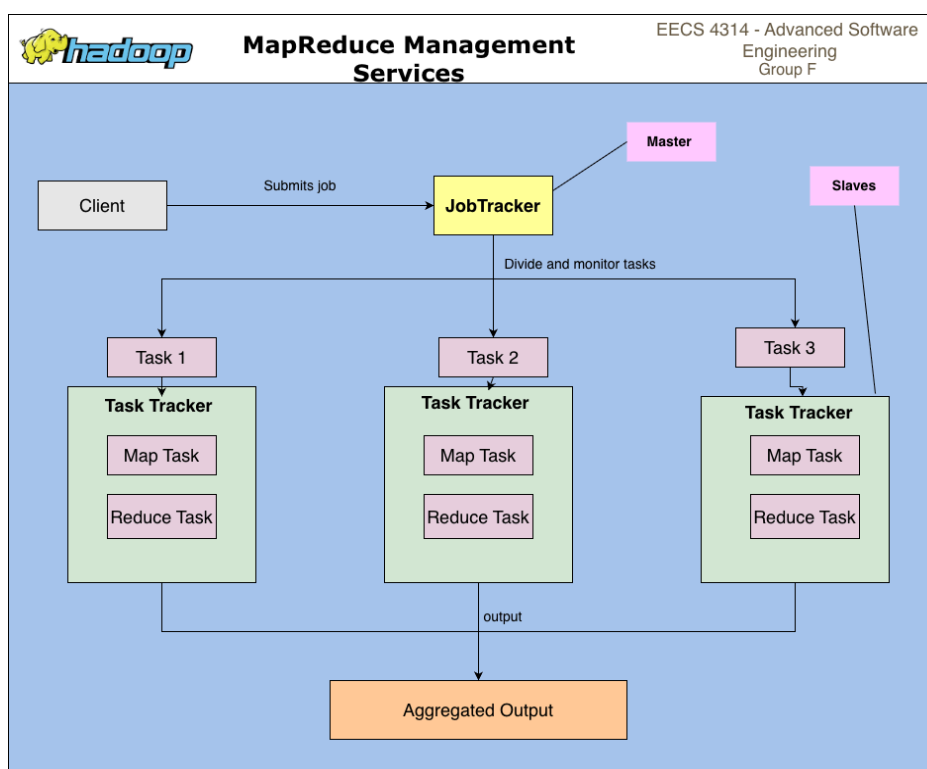 hadoop
MapReduce Management
Services
EECS 4314 - Advanced Software
Engineering
Group F
Master
Slaves
Client
Submits job
JobTracker
Divide and monitor tasks
Task 1
Task 2
Task 3
Task Tracker
Map Task
Reduce Task
Task Tracker
Map Task
Reduce Task
Task Tracker
Map Task
Reduce Task
output
Aggregated Output